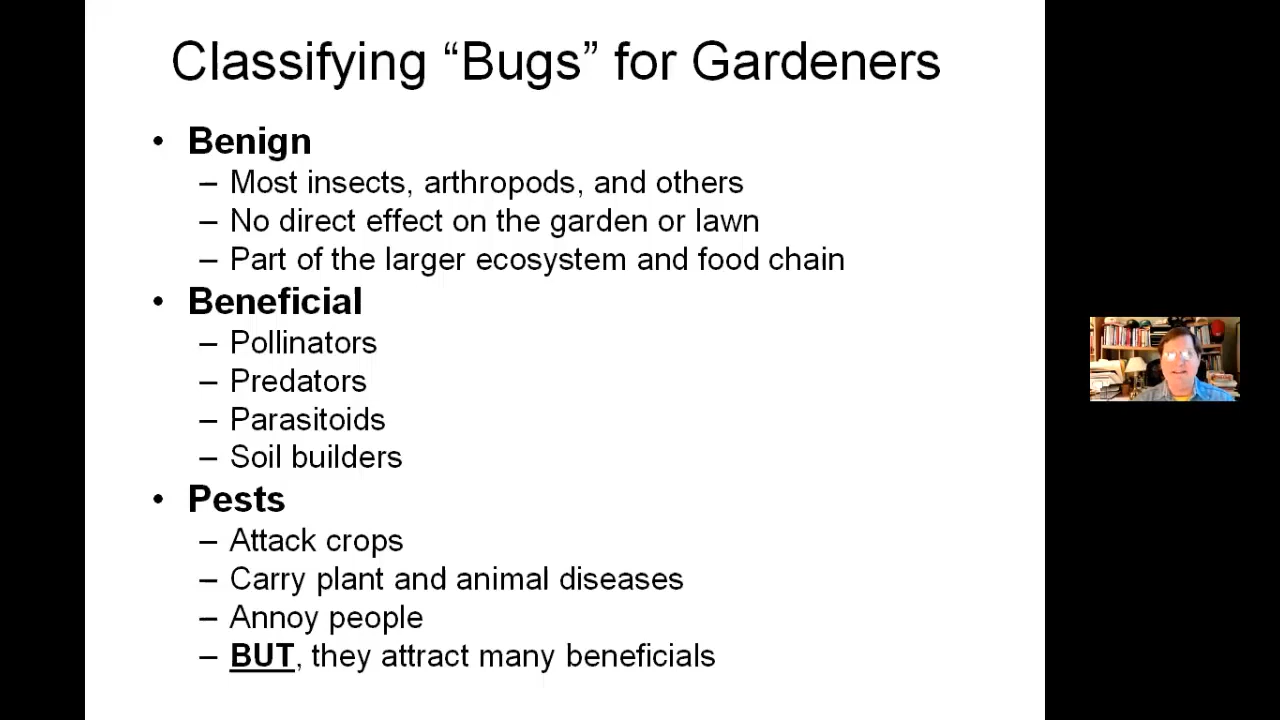 Classifying “Bugs” for Gardeners
• Benign
– Most insects, arthropods, and others
– No direct effect on the garden or lawn
– Part of the larger ecosystem and food chain
• Beneficial
– Pollinators
– Predators
– Parasitoids
– Soil builders
• Pests
– Attack crops
– Carry plant and animal diseases
– Annoy people
– BUT, they attract many beneficials